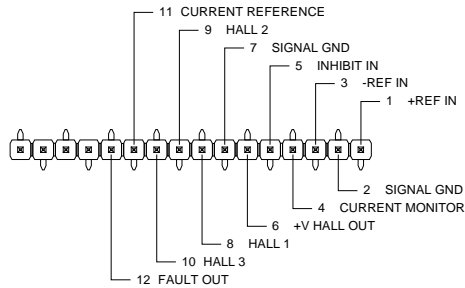 11 CURRENT REFERENCE
9 HALL 2
7 SIGNAL GND
5 INHIBIT IN
3 -REF IN
1 +REF IN
2 SIGNAL GND
4 CURRENT MONITOR
6 +V HALL OUT
8 HALL 1
10 HALL 3
12 FAULT OUT